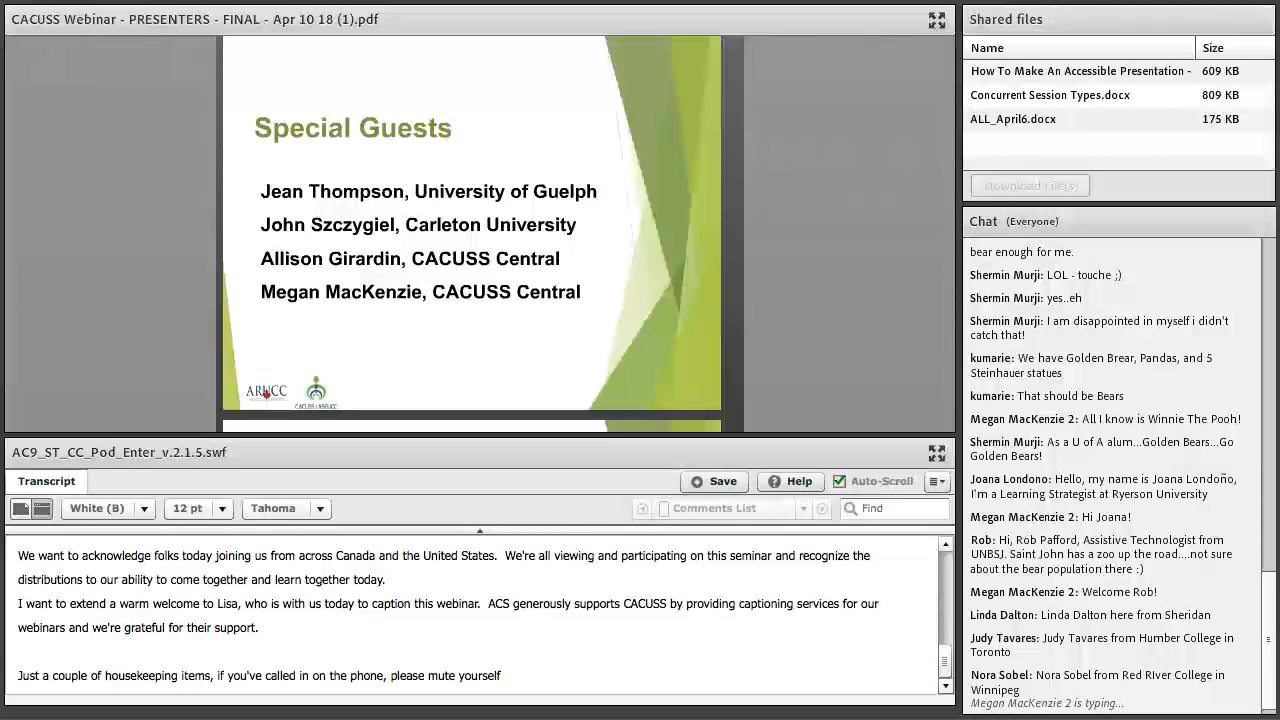 CACUSS Webinar - PRESENTERS - FINAL - Apr 10 18 (1).pdf
Special Guests
Jean Thompson, University of Guelph
John Szczygiel, Carleton University
Allison Girardin, CACUSS Central
Megan MacKenzie, CACUSS Central
ARUCC
CACUSS / ASEUCC
AC9_ST_CC_Pod_Enter_v.2.1.5.swf
Transcript
Save
Help
Auto-Scroll
White (B)
12 pt
Tahoma
Comments List
Find
We want to acknowledge folks today joining us from across Canada and the United States.  We're all viewing and participating on this seminar and recognize the
distributions to our ability to come together and learn together today.
I want to extend a warm welcome to Lisa, who is with us today to caption this webinar.  ACS generously supports CACUSS by providing captioning services for our
webinars and we're grateful for their support.
Just a couple of housekeeping items, if you've called in on the phone, please mute yourself
Shared files
Name Size
How To Make An Accessible Presentation - 609 KB
Concurrent Session Types.docx 809 KB
ALL_April6.docx 175 KB
Download File(s)
Chat (Everyone)
bear enough for me.
Shermin Murji: LOL - touche ;)
Shermin Murji: yes..eh
Shermin Murji: I am disappointed in myself i didn't
catch that!
kumarie: We have Golden Brear, Pandas, and 5
Steinhauer statues
kumarie: That should be Bears
Megan MacKenzie 2: All I know is Winnie The Pooh!
Shermin Murji: As a U of A alum...Golden Bears...Go
Golden Bears!
Joana Londono: Hello, my name is Joana Londoño,
I'm a Learning Strategist at Ryerson University
Megan MacKenzie 2: Hi Joana!
Rob: Hi, Rob Pafford, Assistive Technologist from
UNBSJ. Saint John has a zoo up the road....not sure
about the bear population there :)
Megan MacKenzie 2: Welcome Rob!
Linda Dalton: Linda Dalton here from Sheridan
Judy Tavares: Judy Tavares from Humber College in
Toronto
Nora Sobel: Nora Sobel from Red RIver College in
Winnipeg
Megan MacKenzie 2 is typing...